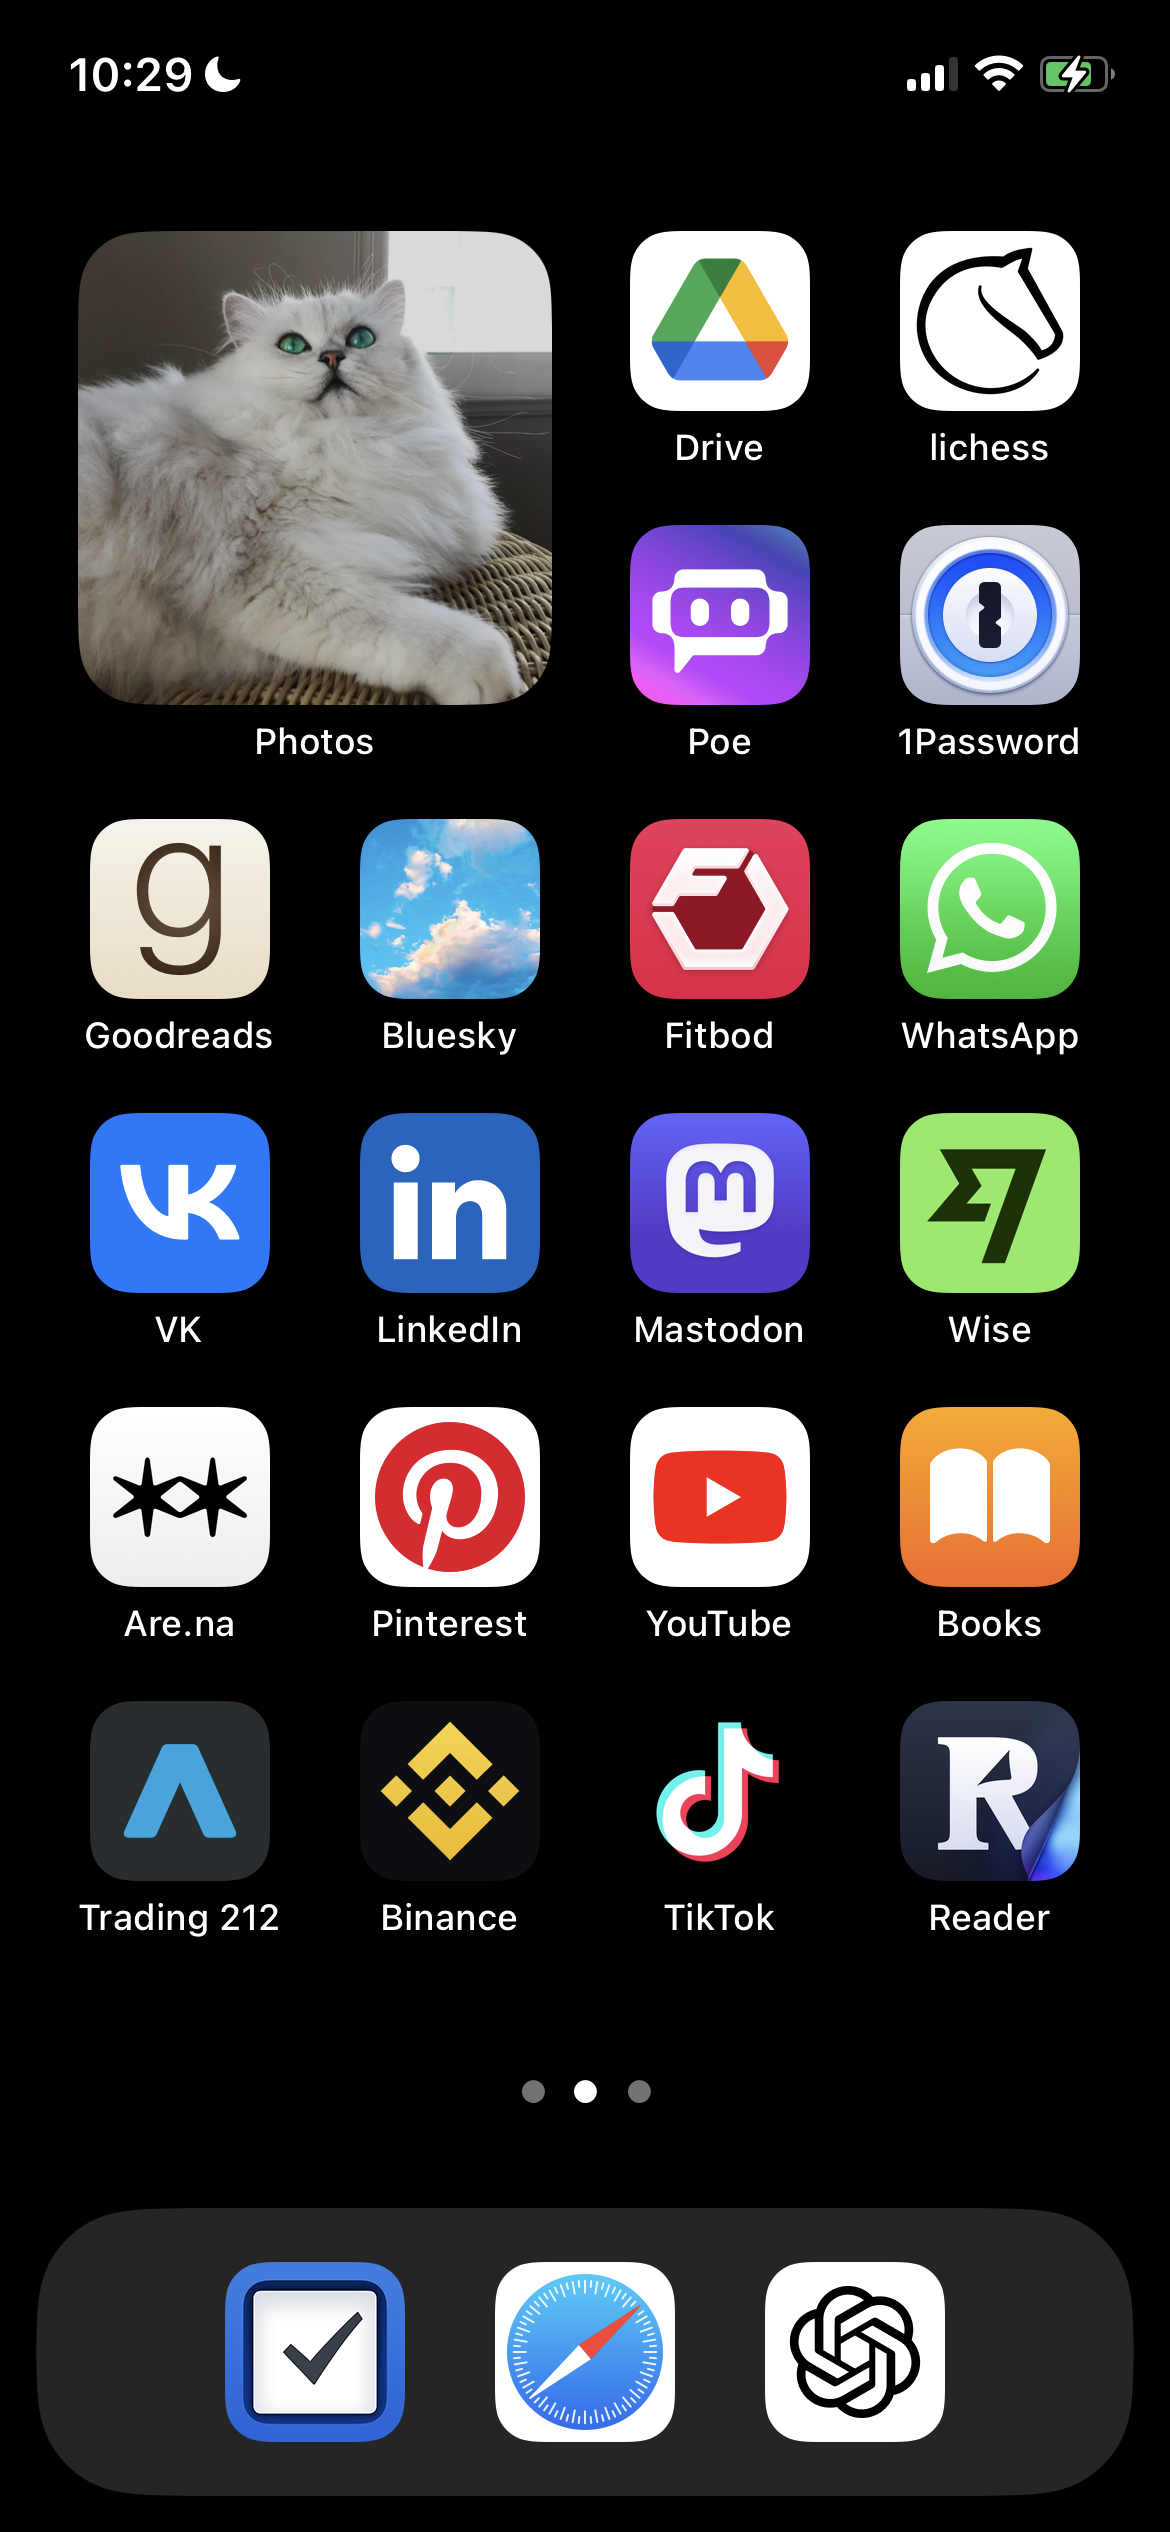 10:29
Drive lichess
Photos Poe 1Password
Goodreads Bluesky Fitbod WhatsApp
VK LinkedIn Mastodon Wise
Are.na Pinterest YouTube Books
Trading 212 Binance TikTok Reader